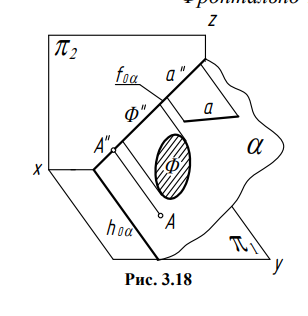 Фронтально
z
π₂
f₀α
a"
a
Ф"
A"
α
x
Ф
A
h₀α
π₁
y
Рис. 3.18